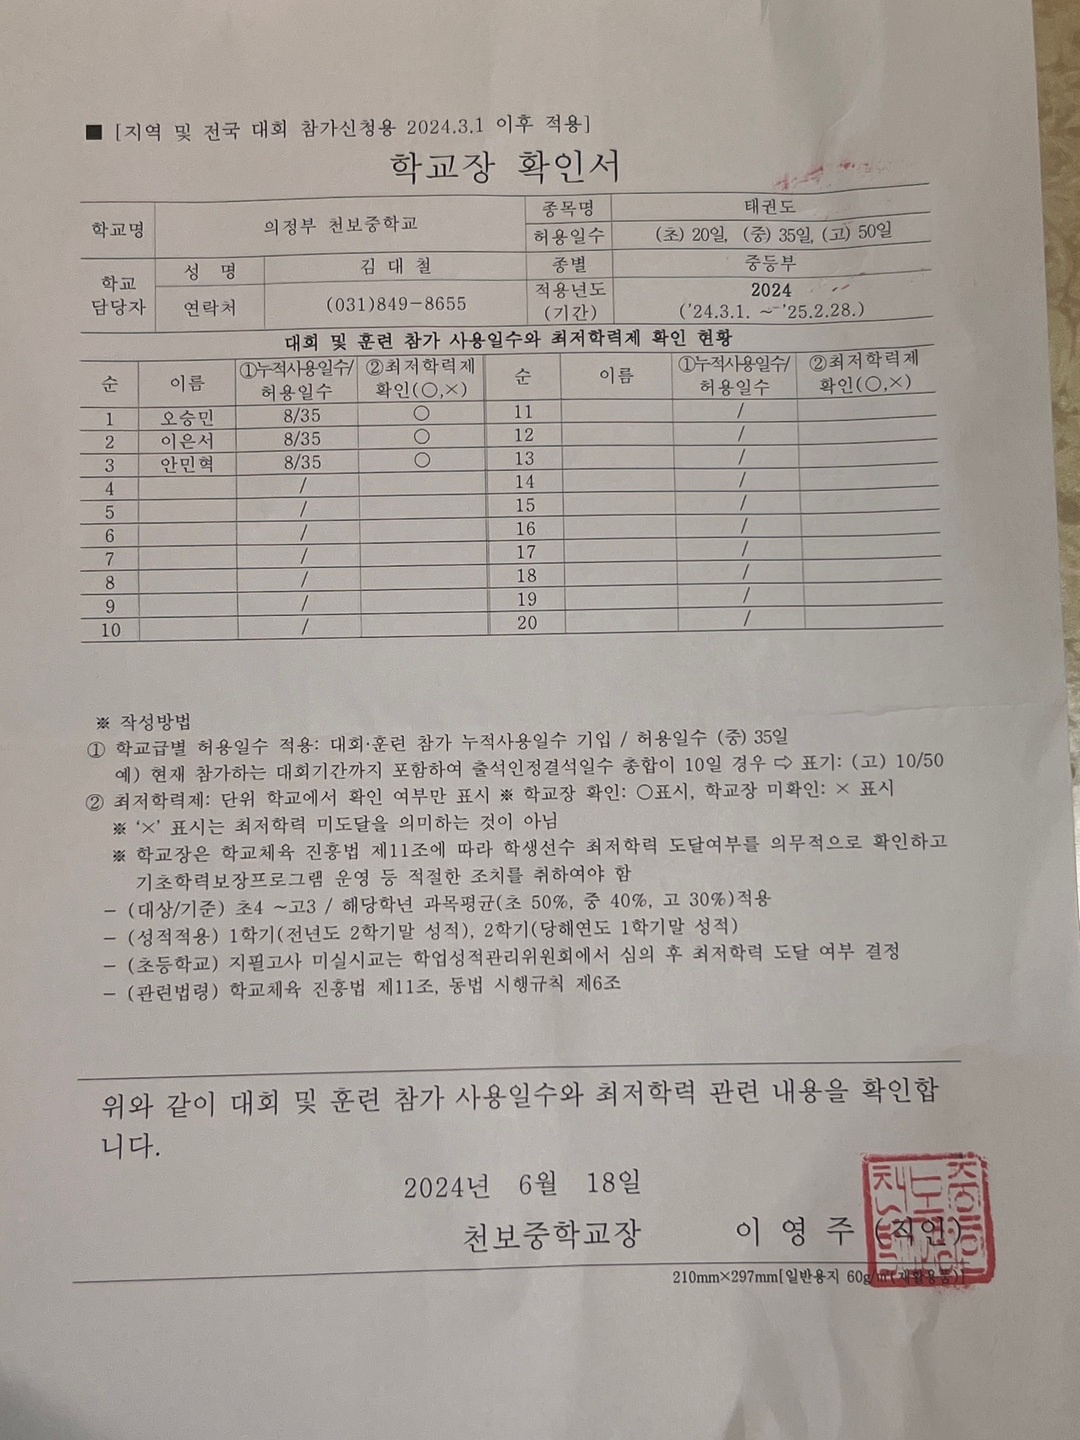 ■ [지역 및 전국 대회 참가신청용 2024.3.1 이후 적용]
학교장 확인서
학교명 의정부 천보중학교 종목명 태권도
허용일수 (초) 20일, (중) 35일, (고) 50일
학교 담당자 성 명 김 대 철 종별 중등부
연락처 (031)849-8655 적용년도 (기간) 2024 ('24.3.1. ~ '25.2.28.)
대회 및 훈련 참가 사용일수와 최저학력제 확인 현황
순 이름 ①누적사용일수/허용일수 ②최저학력제 확인(○,×) 순 이름 ①누적사용일수/허용일수 ②최저학력제 확인(○,×)
1 오승민 8/35 ○ 11 /
2 이은서 8/35 ○ 12 /
3 안민혁 8/35 ○ 13 /
4 / 14 /
5 / 15 /
6 / 16 /
7 / 17 /
8 / 18 /
9 / 19 /
10 / 20 /
※ 작성방법
① 학교급별 허용일수 적용: 대회·훈련 참가 누적사용일수 기입 / 허용일수 (중) 35일
예) 현재 참가하는 대회기간까지 포함하여 출석인정결석일수 총합이 10일 경우 ⇨ 표기: (고) 10/50
② 최저학력제: 단위 학교에서 확인 여부만 표시 ※ 학교장 확인: ○표시, 학교장 미확인: × 표시
※ '×' 표시는 최저학력 미도달을 의미하는 것이 아님
※ 학교장은 학교체육 진흥법 제11조에 따라 학생선수 최저학력 도달여부를 의무적으로 확인하고
기초학력보장프로그램 운영 등 적절한 조치를 취하여야 함
- (대상/기준) 초4 ~고3 / 해당학년 과목평균(초 50%, 중 40%, 고 30%)적용
- (성적적용) 1학기(전년도 2학기말 성적), 2학기(당해연도 1학기말 성적)
- (초등학교) 지필고사 미실시교는 학업성적관리위원회에서 심의 후 최저학력 도달 여부 결정
- (관련법령) 학교체육 진흥법 제11조, 동법 시행규칙 제6조
위와 같이 대회 및 훈련 참가 사용일수와 최저학력 관련 내용을 확인합
니다.
2024년 6월 18일
천보중학교장 이 영 주 (직인)
210mm×297mm[일반용지 60g/㎡(재활용품)]